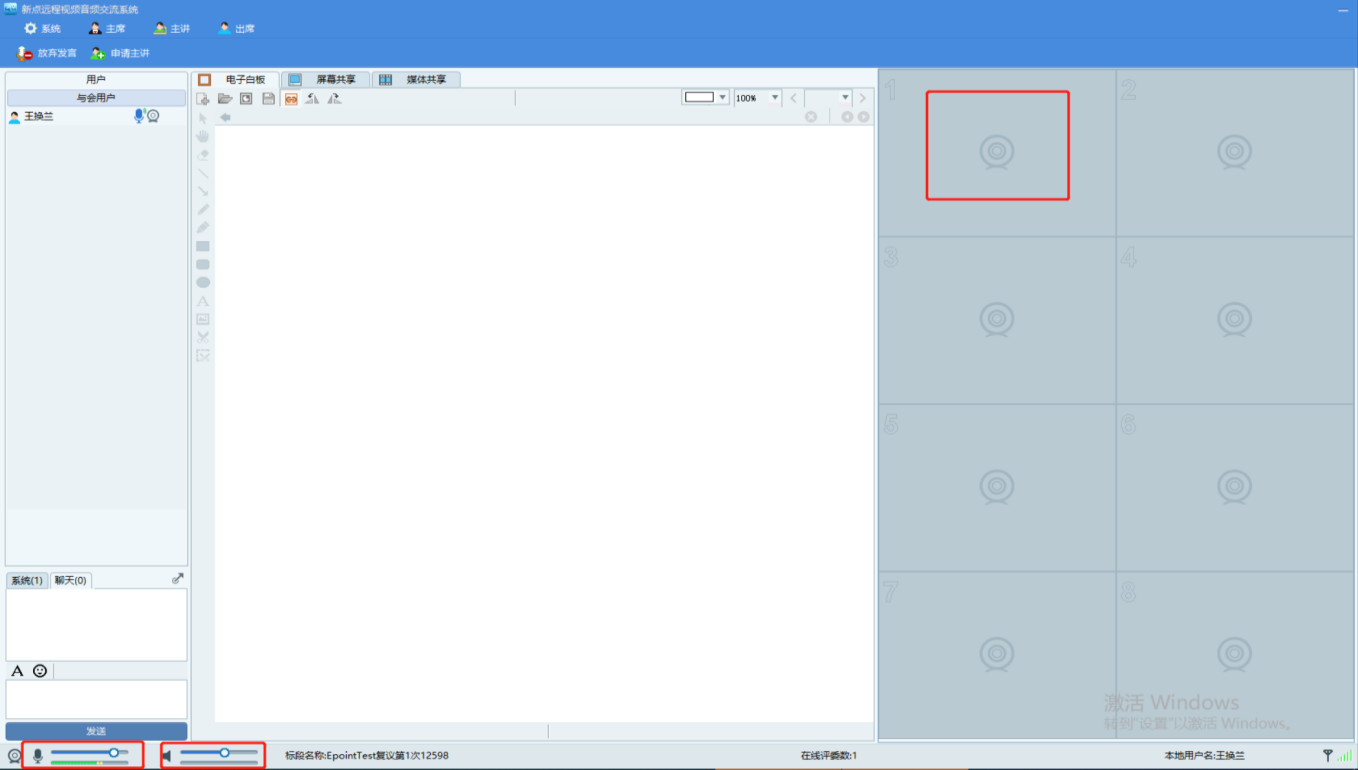 新点远程视频音频交流系统
系统 主席 主讲 出席
放弃发言 申请主讲
用户
与会用户
王换兰
电子白板 屏幕共享 媒体共享
100%
系统(1) 聊天(0)
A
发送
标段名称:EpointTest复议第1次12598 在线评委数:1 本地用户名:王换兰
1 2
3 4
5 6
7 8
激活 Windows
转到"设置"以激活 Windows。